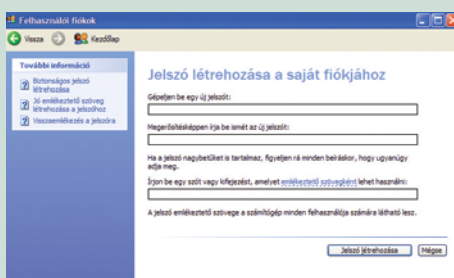 Felhasználói fiókok
Vissza
Kezdőlap
További információ
Biztonságos jelszó
létrehozása
Jó emlékeztető szöveg
létrehozása a jelszóhoz
Visszaemlékezés a jelszóra
Jelszó létrehozása a saját fiókjához
Gépeljen be egy új jelszót:
Megerősítésképpen írja be ismét az új jelszót:
Ha a jelszó nagybetűket is tartalmaz, figyeljen rá minden beíráskor, hogy ugyanúgy
adja meg.
Írjon be egy szót vagy kifejezést, amelyet emlékeztető szövegként lehet használni:
A jelszó emlékeztető szövege a számítógép minden felhasználója számára látható lesz.
Jelszó létrehozása
Mégse